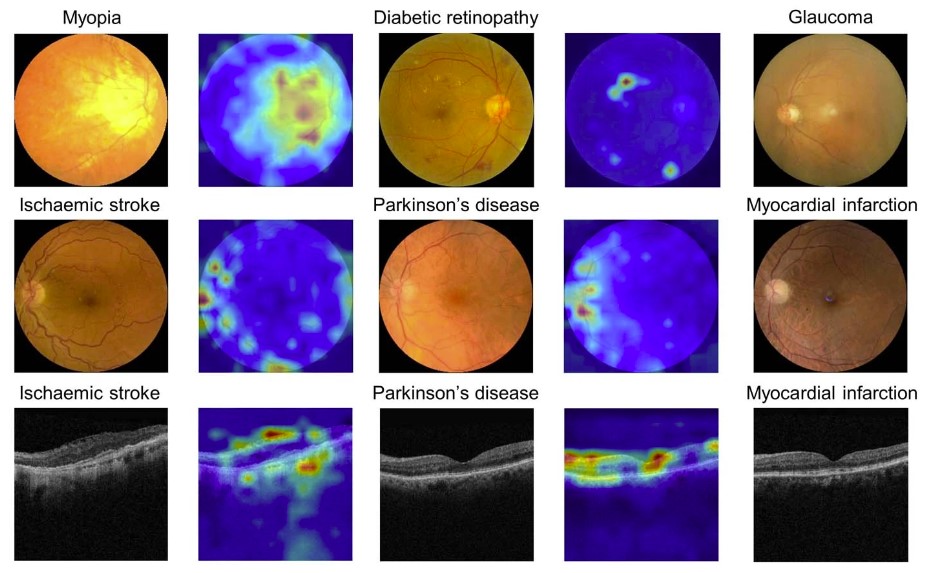 Myopia
Diabetic retinopathy
Glaucoma
Ischaemic stroke
Parkinson’s disease
Myocardial infarction
Ischaemic stroke
Parkinson’s disease
Myocardial infarction